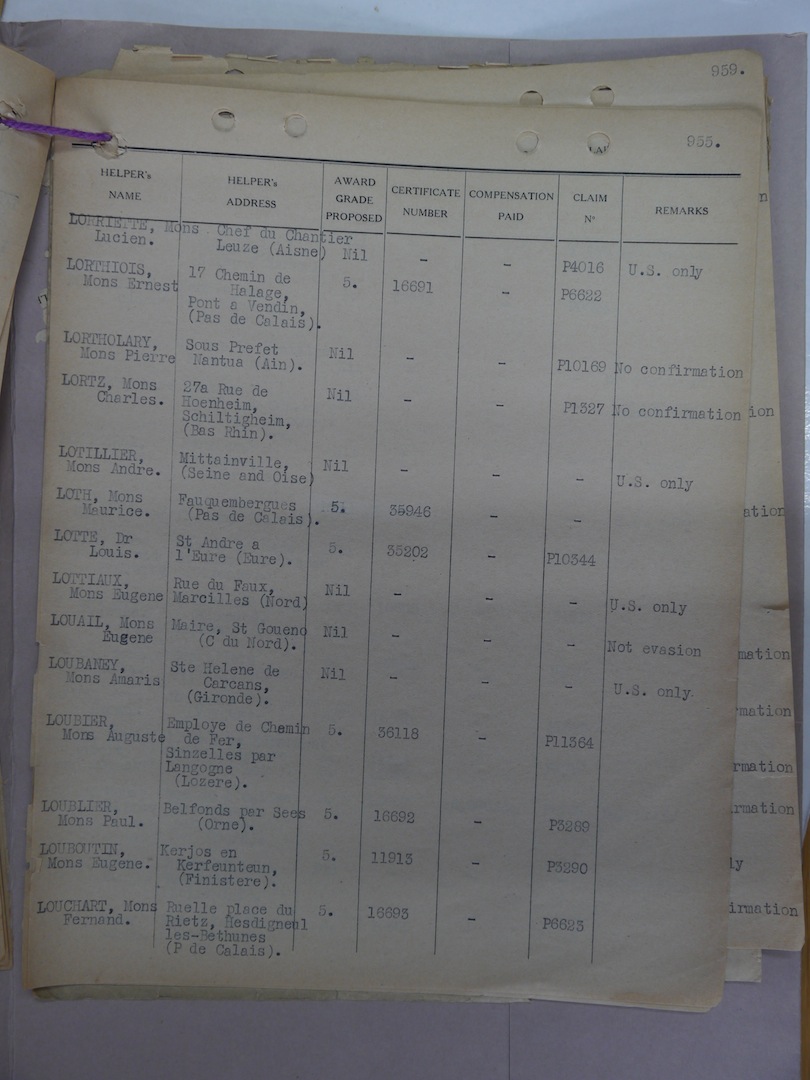 959.
955.
HELPER's NAME
HELPER's ADDRESS
AWARD GRADE PROPOSED
CERTIFICATE NUMBER
COMPENSATION PAID
CLAIM No
REMARKS
LORRIETTE, Mons Chef du Chantier
Lucien. Leuze (Aisne) Nil - - P4016 U.S. only
LORTHIOIS, 17 Chemin de 5. 16691 - P6622
Mons Ernest Halage,
Pont a Vendin,
(Pas de Calais).
LORTHOLARY, Sous Prefet Nil - - P10169 No confirmation
Mons Pierre Nantua (Ain).
LORTZ, Mons 27a Rue de Nil - - P1327 No confirmation
Charles. Hoenheim,
Schiltigheim,
(Bas Rhin).
LOTILLIER, Mittainville, Nil - - - U.S. only
Mons Andre. (Seine and Oise)
LOTH, Mons Fauquembergues 5. 35946 - -
Maurice. (Pas de Calais).
LOTTE, Dr St Andre a 5. 35202 - P10344
Louis. l'Eure (Eure).
LOTTIAUX, Rue du Faux, Nil - - - U.S. only
Mons Eugene Marcilles (Nord)
LOUAIL, Mons Maire, St Goueno Nil - - - Not evasion
Eugene (C du Nord).
LOUBANEY, Ste Helene de Nil - - - U.S. only.
Mons Amaris Carcans,
(Gironde).
LOUBIER, Employe de Chemin 5. 36118 - P11364
Mons Auguste de Fer,
Sinzelles par
Langogne
(Lozere).
LOUBLIER, Belfonds par Sees 5. 16692 - P3289
Mons Paul. (Orne).
LOUBOUTIN, Kerjos en 5. 11913 - P3290
Mons Eugene. Kerfeunteun,
(Finistere).
LOUCHART, Mons Ruelle place du 5. 16693 - P6623
Fernand. Rietz, Hesdigneul
les-Bethunes
(P de Calais).
ion
ation
mation
mation
rmation
rmation
ly
irmation